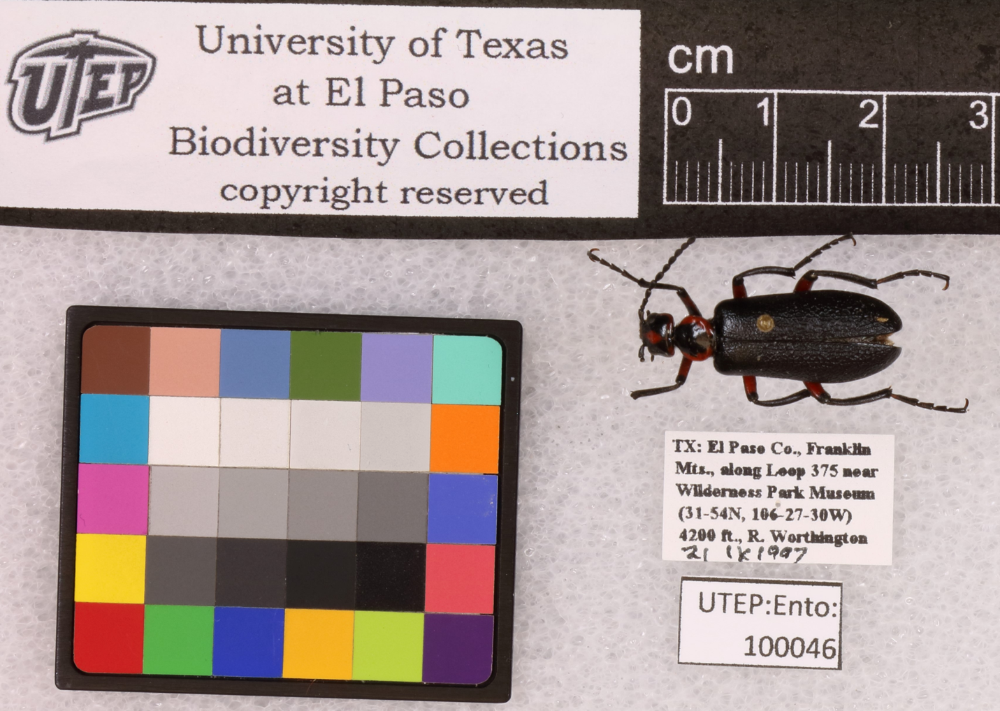 UTEP
University of Texas
at El Paso
Biodiversity Collections
copyright reserved
cm
0 1 2 3
TX: El Paso Co., Franklin
Mts., along Loop 375 near
Wilderness Park Museum
(31-54N, 106-27-30W)
4200 ft., R. Worthington
21 IX 1997
UTEP:Ento:
100046